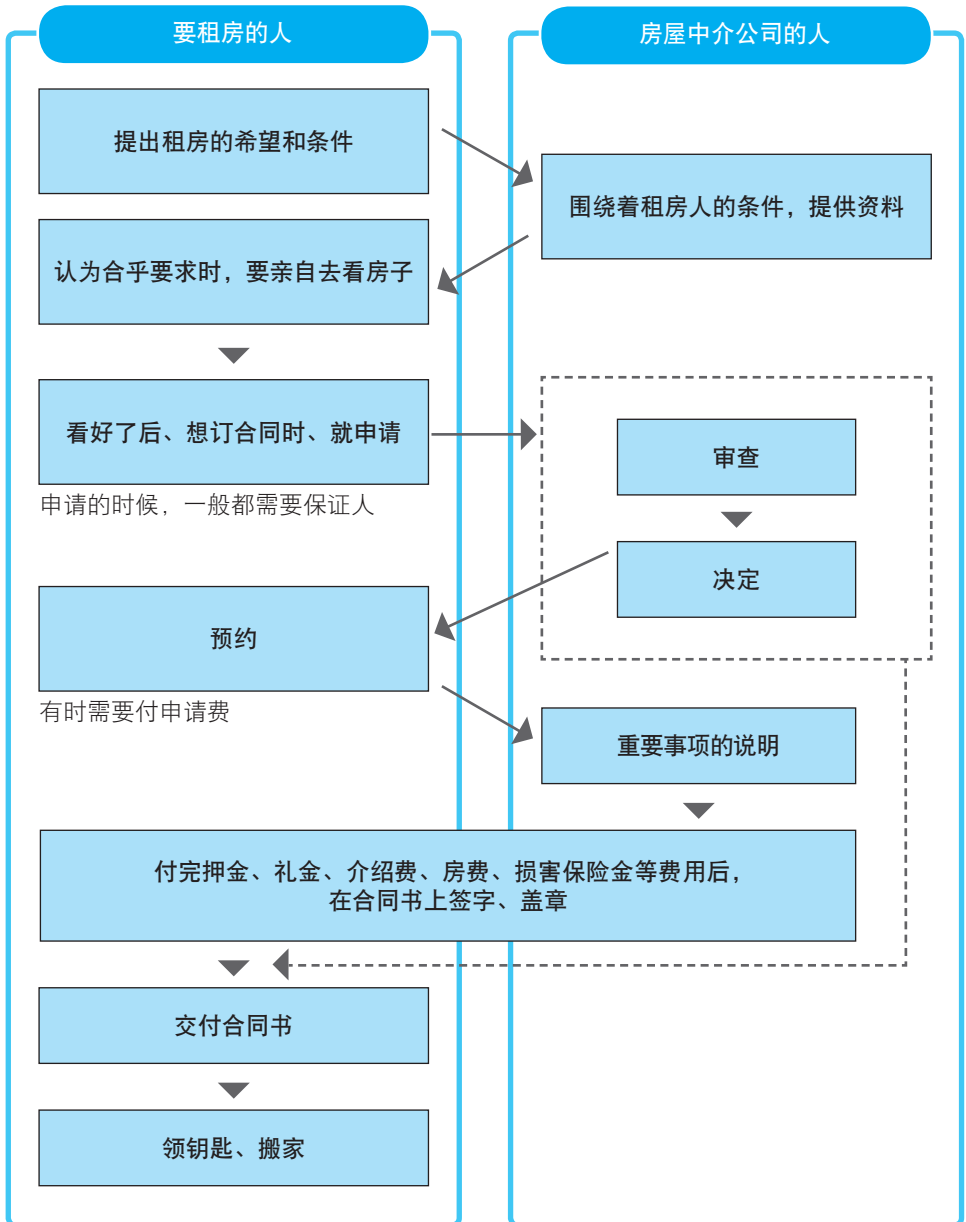 要租房的人
房屋中介公司的人
提出租房的希望和条件
围绕着租房人的条件，提供资料
认为合乎要求时，要亲自去看房子
看好了后、想订合同时、就申请
申请的时候，一般都需要保证人
审查
决定
预约
有时需要付申请费
重要事项的说明
付完押金、礼金、介绍费、房费、损害保险金等费用后，
在合同书上签字、盖章
交付合同书
领钥匙、搬家